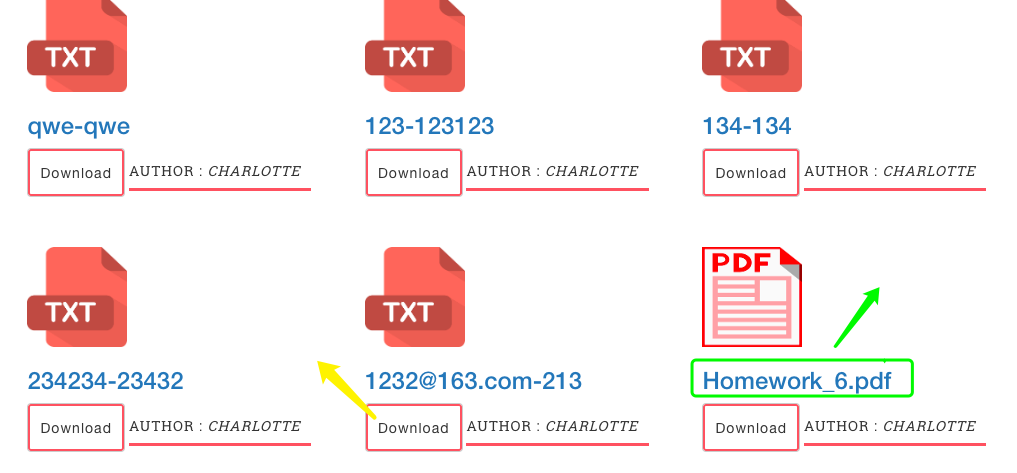 TXT TXT TXT
qwe-qwe 123-123123 134-134
Download AUTHOR : CHARLOTTE Download AUTHOR : CHARLOTTE Download AUTHOR : CHARLOTTE
TXT TXT PDF
234234-23432 1232@163.com-213 Homework_6.pdf
Download AUTHOR : CHARLOTTE Download AUTHOR : CHARLOTTE Download AUTHOR : CHARLOTTE